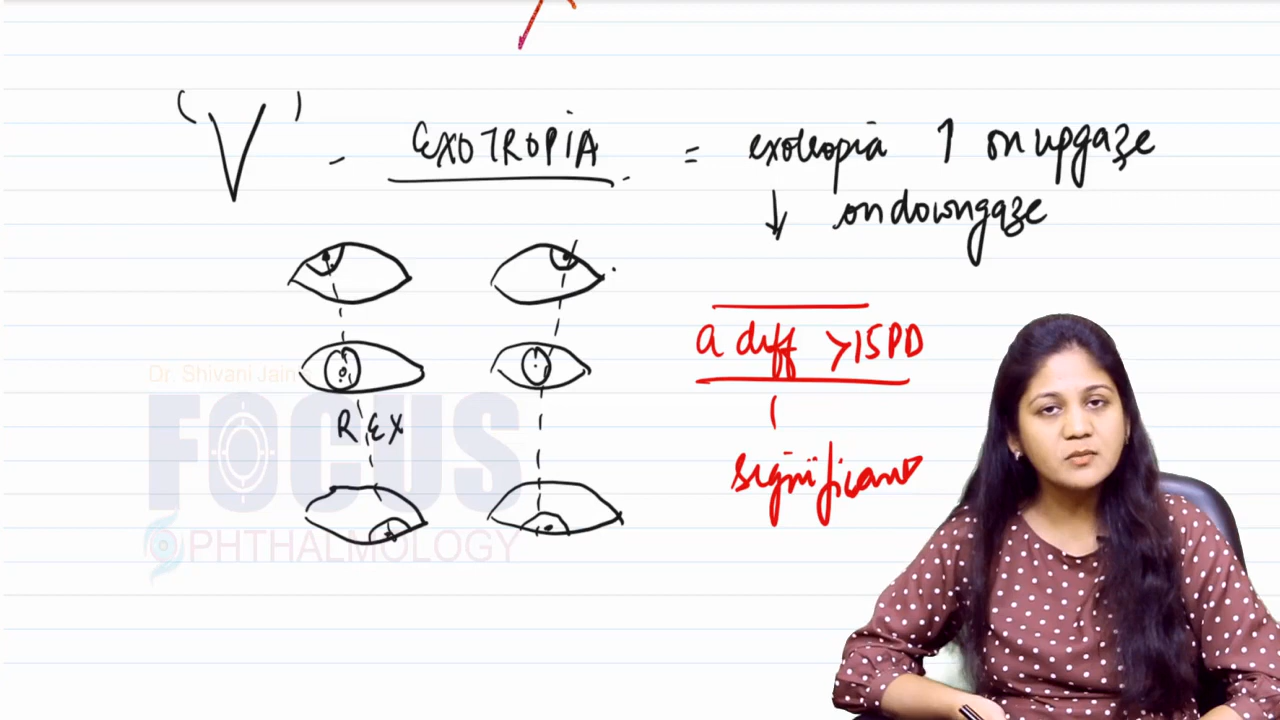 'V' - EXOTROPIA = exotropia ↑ on upgaze
↓ on downgaze
a diff >15PD
Dr. Shivani Jain's
FOCUS
R EX
significant
OPHTHALMOLOGY